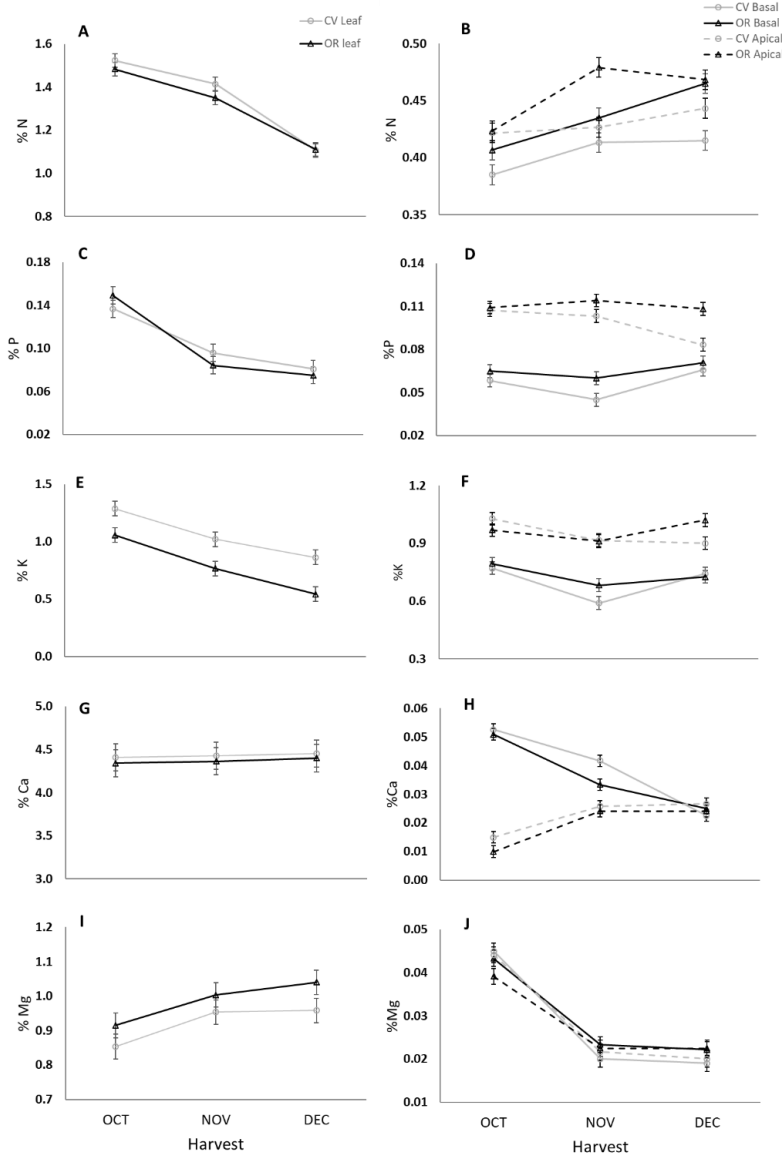 A
CV Leaf
OR leaf
1.6
1.4
1.2
1.0
0.8
% N
B
CV Basal
OR Basal
CV Apical
OR Apical
0.50
0.45
0.40
0.35
% N
C
0.18
0.14
0.10
0.06
0.02
% P
D
0.14
0.11
0.08
0.05
0.02
%P
E
1.5
1.0
0.5
0.0
% K
F
1.2
0.9
0.6
0.3
%K
G
5.0
4.5
4.0
3.5
3.0
% Ca
H
0.06
0.05
0.04
0.03
0.02
0.01
0.00
%Ca
I
1.2
1.1
1.0
0.9
0.8
0.7
% Mg
OCT NOV DEC
Harvest
J
0.05
0.04
0.03
0.02
0.01
%Mg
OCT NOV DEC
Harvest